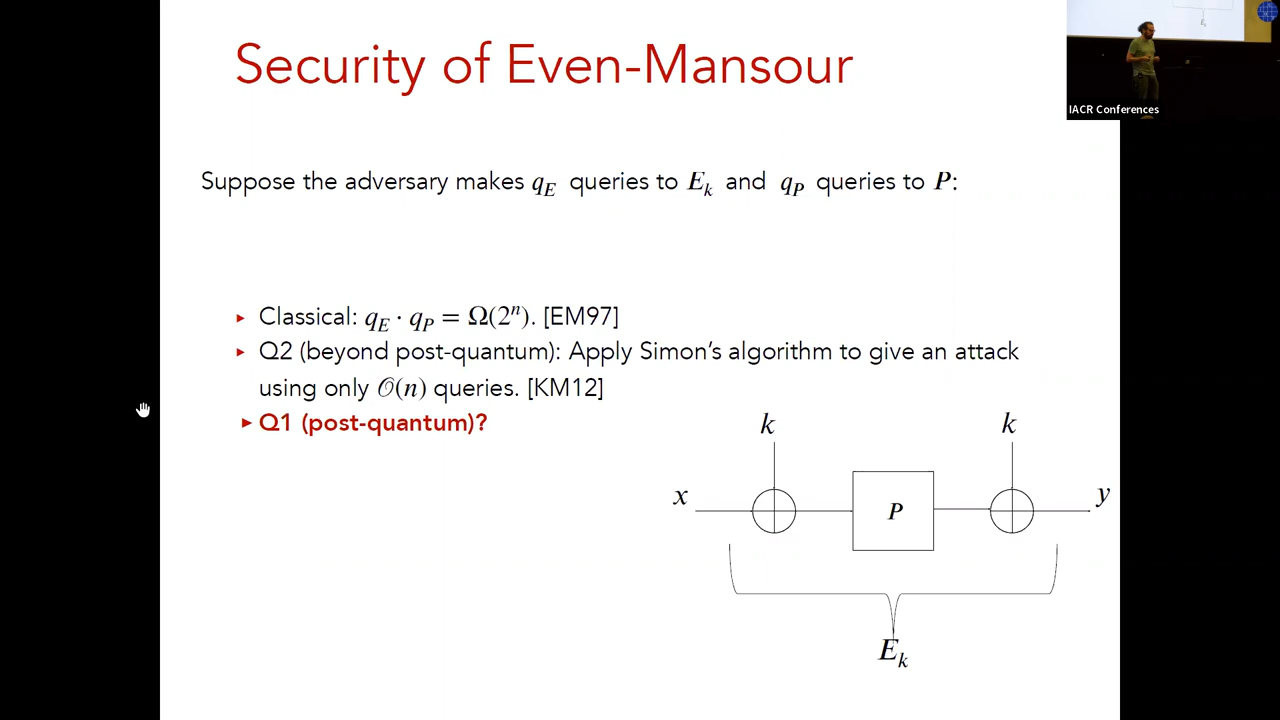 Security of Even-Mansour
IACR Conferences
Suppose the adversary makes q_E queries to E_k and q_P queries to P:
▸ Classical: q_E · q_P = Ω(2^n). [EM97]
▸ Q2 (beyond post-quantum): Apply Simon's algorithm to give an attack
using only 𝒪(n) queries. [KM12]
▸ Q1 (post-quantum)?
k k
x P y
E_k